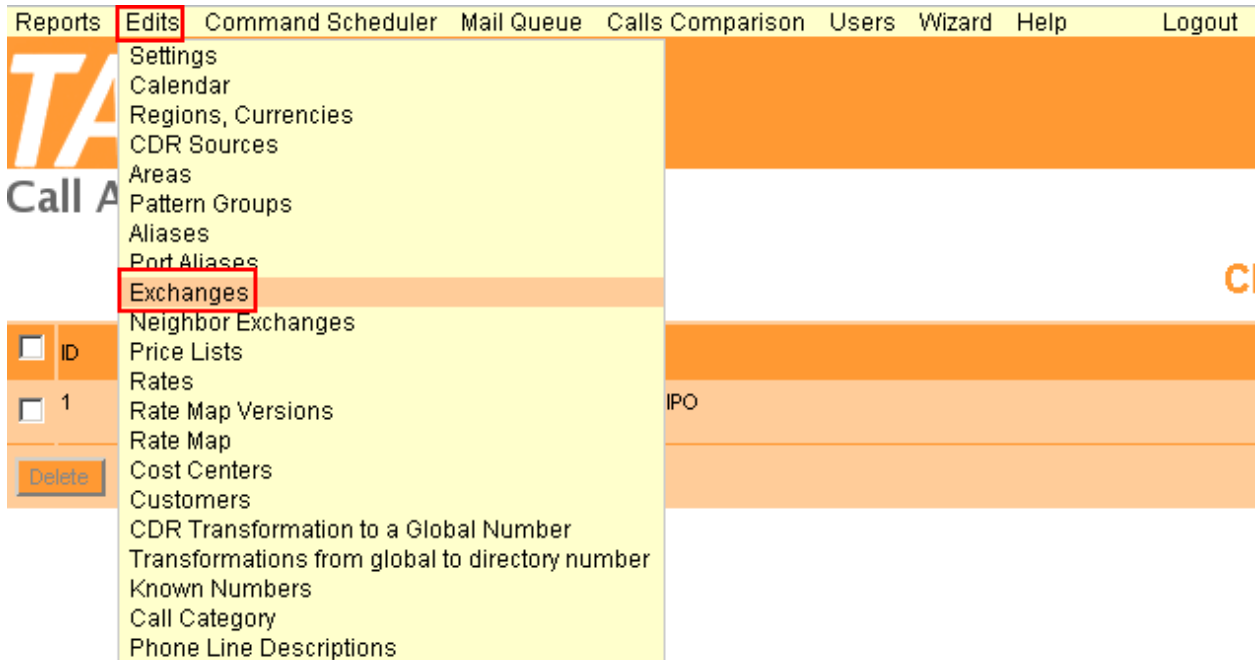 Reports Edits Command Scheduler Mail Queue Calls Comparison Users Wizard Help Logout
TA
Call A
Settings
Calendar
Regions, Currencies
CDR Sources
Areas
Pattern Groups
Aliases
Port Aliases
Exchanges
Neighbor Exchanges
Price Lists
Rates
Rate Map Versions
Rate Map
Cost Centers
Customers
CDR Transformation to a Global Number
Transformations from global to directory number
Known Numbers
Call Category
Phone Line Descriptions
ID
1 IPO
Delete